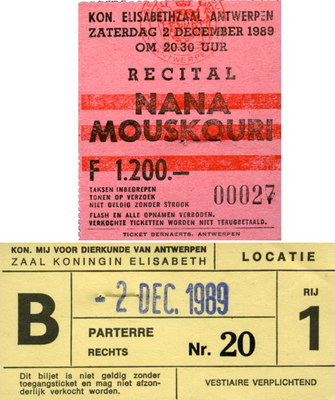 KON. ELISABETHZAAL, ANTWERPEN
ZATERDAG 2 DECEMBER 1989
OM 20.30 UUR
RECITAL
NANA
MOUSKOURI
F 1.200.—
TAKSEN INBEGREPEN
TONEN OP VERZOEK
NIET GELDIG ZONDER STROOK
00027
FLASH EN ALLE OPNAMEN VERBODEN.
VERKOCHTE TICKETTEN WORDEN NIET TERUGBETAALD.
TICKET BERNAERTS, ANTWERPEN
KON. MIJ VOOR DIERKUNDE VAN ANTWERPEN
ZAAL KONINGIN ELISABETH
LOCATIE
B
- 2 DEC. 1989
PARTERRE
RECHTS
Nr. 20
RIJ
1
Dit biljet is niet geldig zonder
toegangsticket en mag niet afzon-
derlijk verkocht worden.
VESTIAIRE VERPLICHTEND